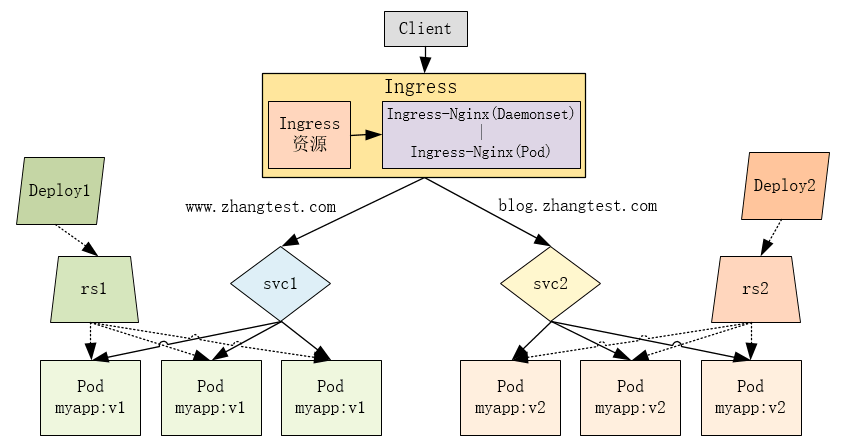 Client
Ingress
Ingress
资源
Ingress-Nginx(Daemonset)
|
Ingress-Nginx(Pod)
Deploy1
Deploy2
www.zhangtest.com
blog.zhangtest.com
rs1
svc1
svc2
rs2
Pod
myapp:v1
Pod
myapp:v1
Pod
myapp:v1
Pod
myapp:v2
Pod
myapp:v2
Pod
myapp:v2